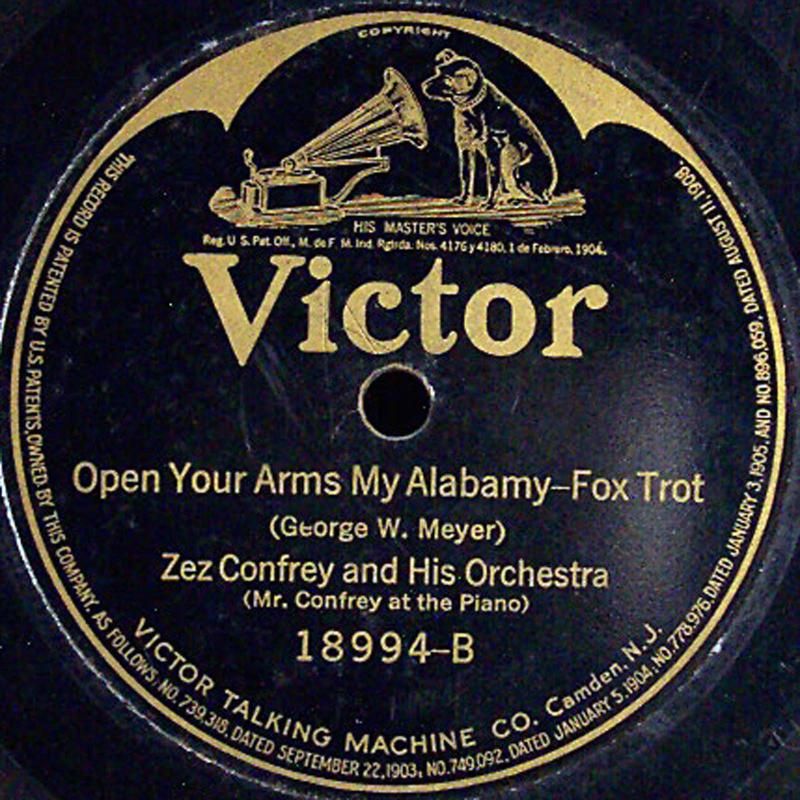 COPYRIGHT
HIS MASTER'S VOICE
Reg. U S. Pat. Off., M. de F. M. Ind. Rgtrda. Nos. 4176 y 4180, 1 de Febrero, 1904.
Victor
Open Your Arms My Alabamy–Fox Trot
(George W. Meyer)
Zez Confrey and His Orchestra
(Mr. Confrey at the Piano)
18994–B
VICTOR TALKING MACHINE CO. Camden, N. J.
THIS RECORD IS PATENTED BY U.S. PATENTS, OWNED BY THIS COMPANY, AS FOLLOWS: NO. 739,318, DATED SEPTEMBER 22, 1903; NO. 749,092, DATED JANUARY 5, 1904, NO. 778,976, DATED JANUARY 3, 1905, AND NO. 896,059, DATED AUGUST 11, 1908.